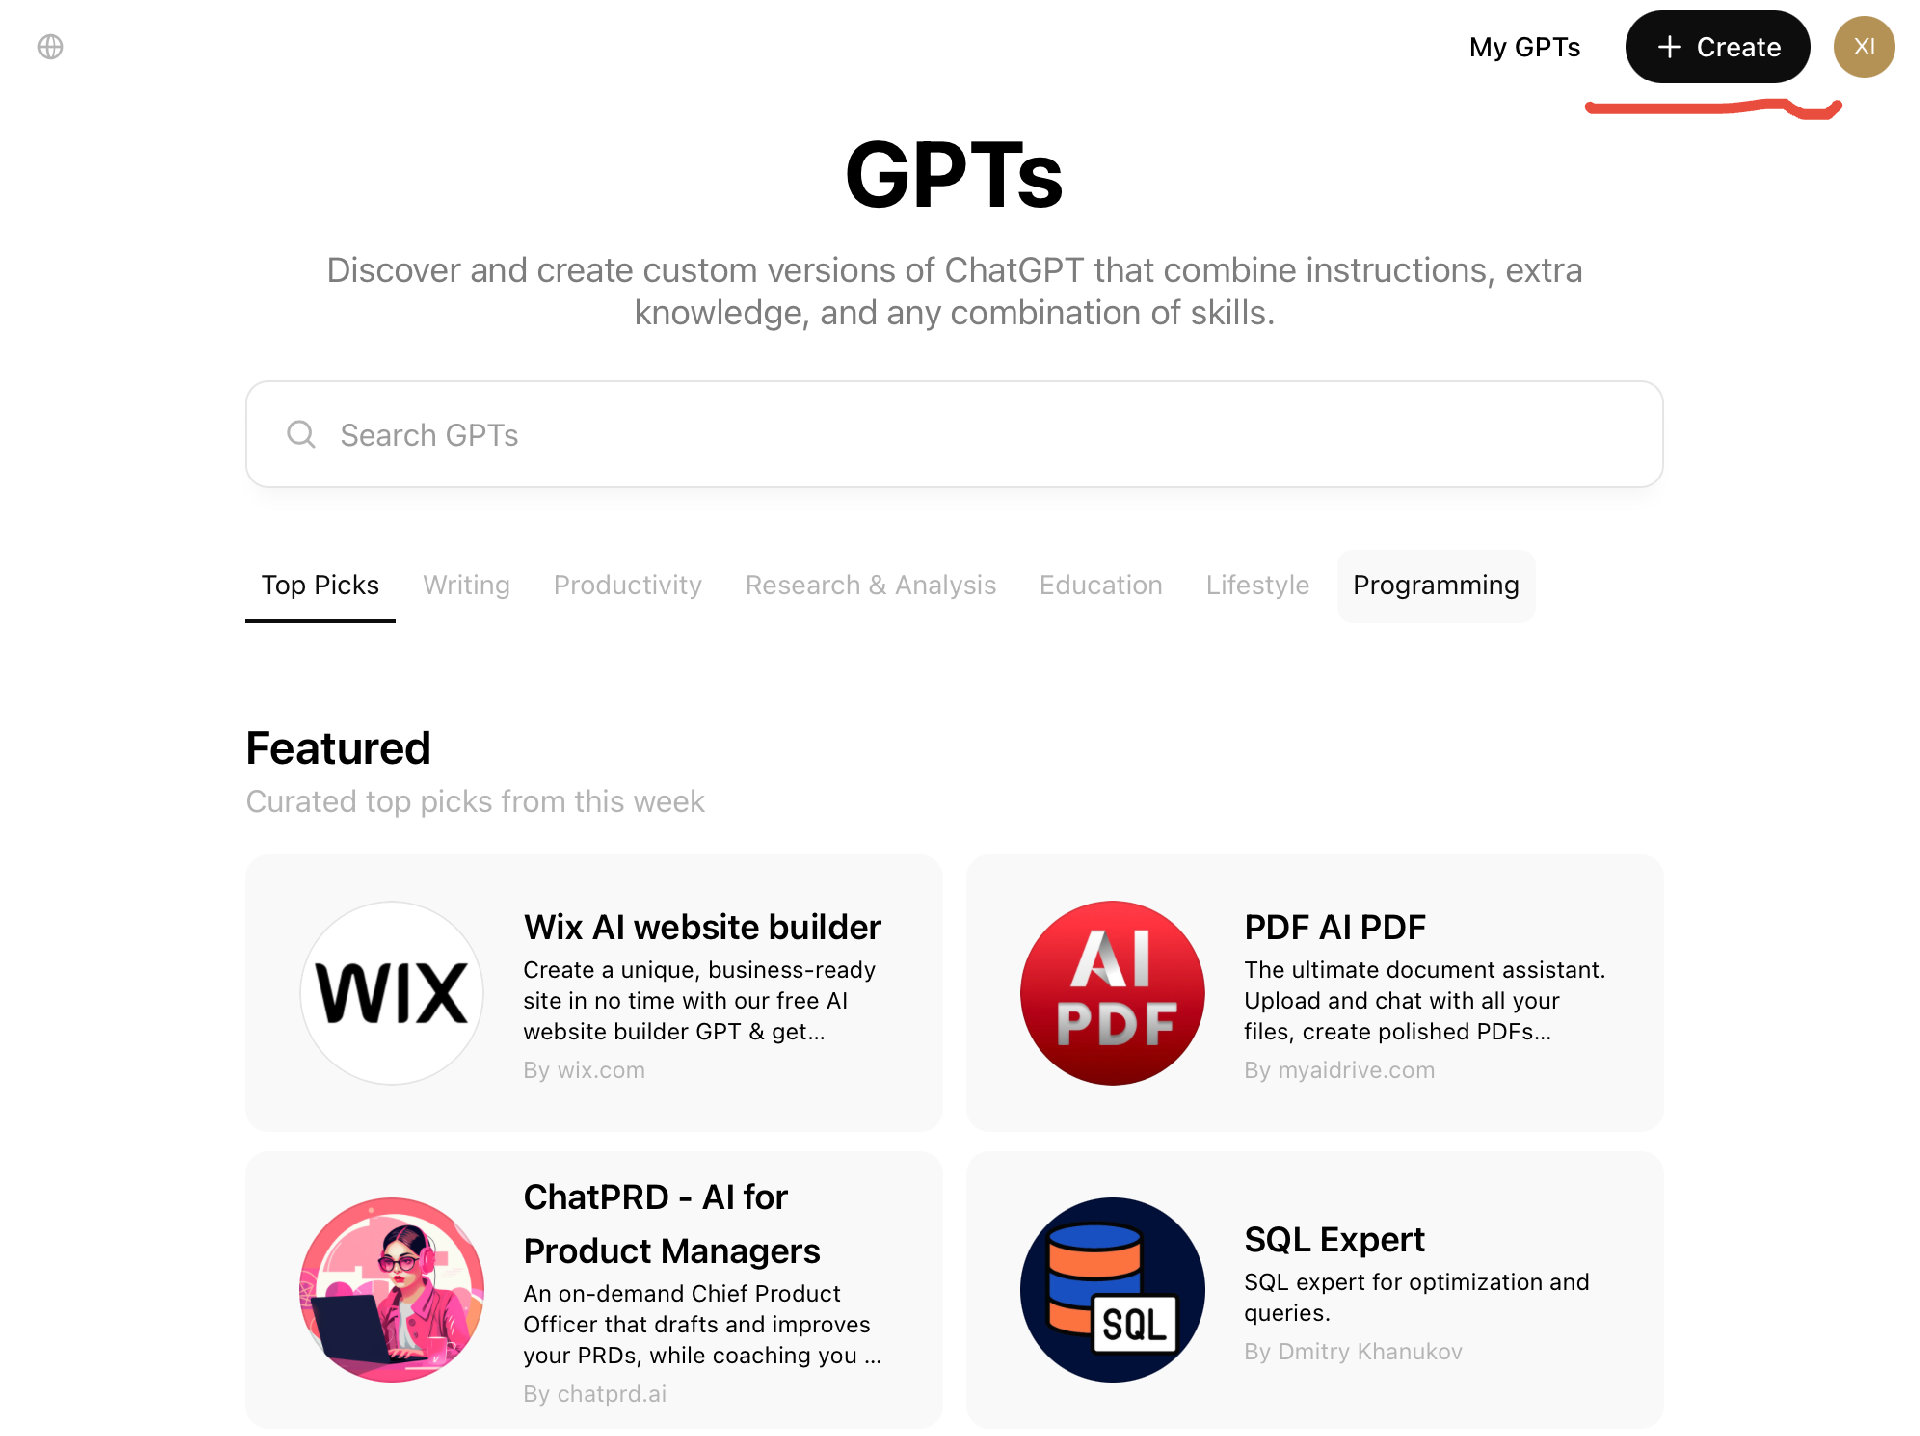 My GPTs
+ Create
XI
GPTs
Discover and create custom versions of ChatGPT that combine instructions, extra
knowledge, and any combination of skills.
Search GPTs
Top Picks
Writing
Productivity
Research & Analysis
Education
Lifestyle
Programming
Featured
Curated top picks from this week
WIX
Wix AI website builder
Create a unique, business-ready
site in no time with our free AI
website builder GPT & get...
By wix.com
AI
PDF
PDF AI PDF
The ultimate document assistant.
Upload and chat with all your
files, create polished PDFs...
By myaidrive.com
ChatPRD - AI for
Product Managers
An on-demand Chief Product
Officer that drafts and improves
your PRDs, while coaching you ...
By chatprd.ai
SQL
SQL Expert
SQL expert for optimization and
queries.
By Dmitry Khanukov